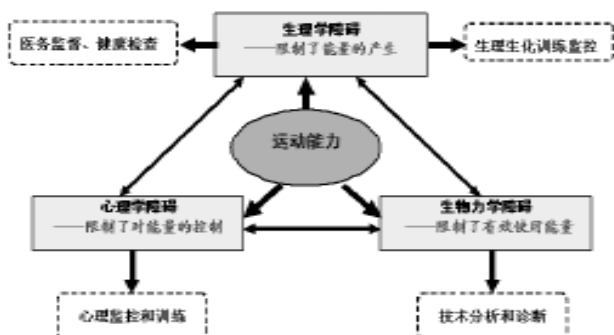 生理学障碍
——限制了能量的产生
医务监督、健康检查
生理生化训练监控
运动能力
心理学障碍
——限制了对能量的控制
生物力学障碍
——限制了有效使用能量
心理监控和训练
技术分析和诊断